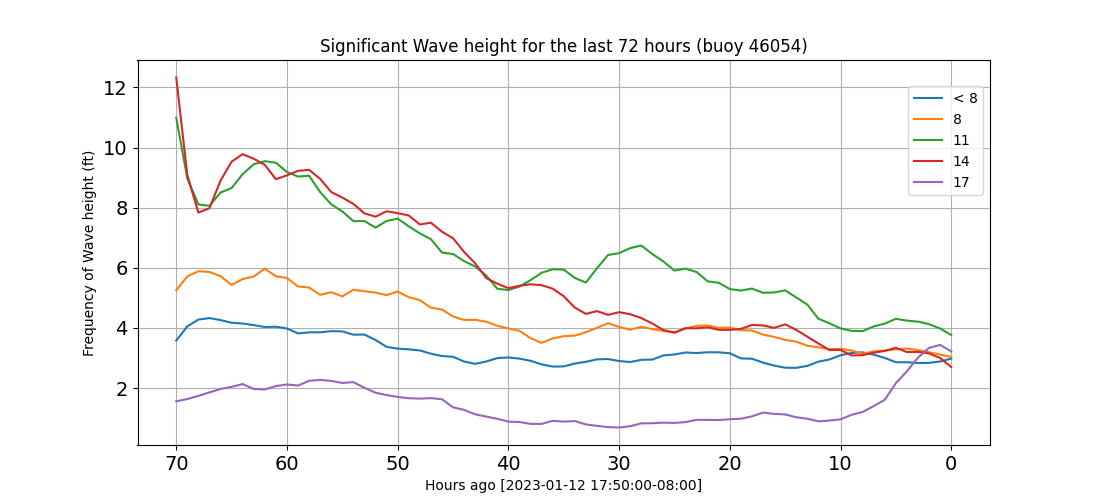 Significant Wave height for the last 72 hours (buoy 46054)
Frequency of Wave height (ft)
12
10
8
6
4
2
< 8
8
11
14
17
70 60 50 40 30 20 10 0
Hours ago [2023-01-12 17:50:00-08:00]